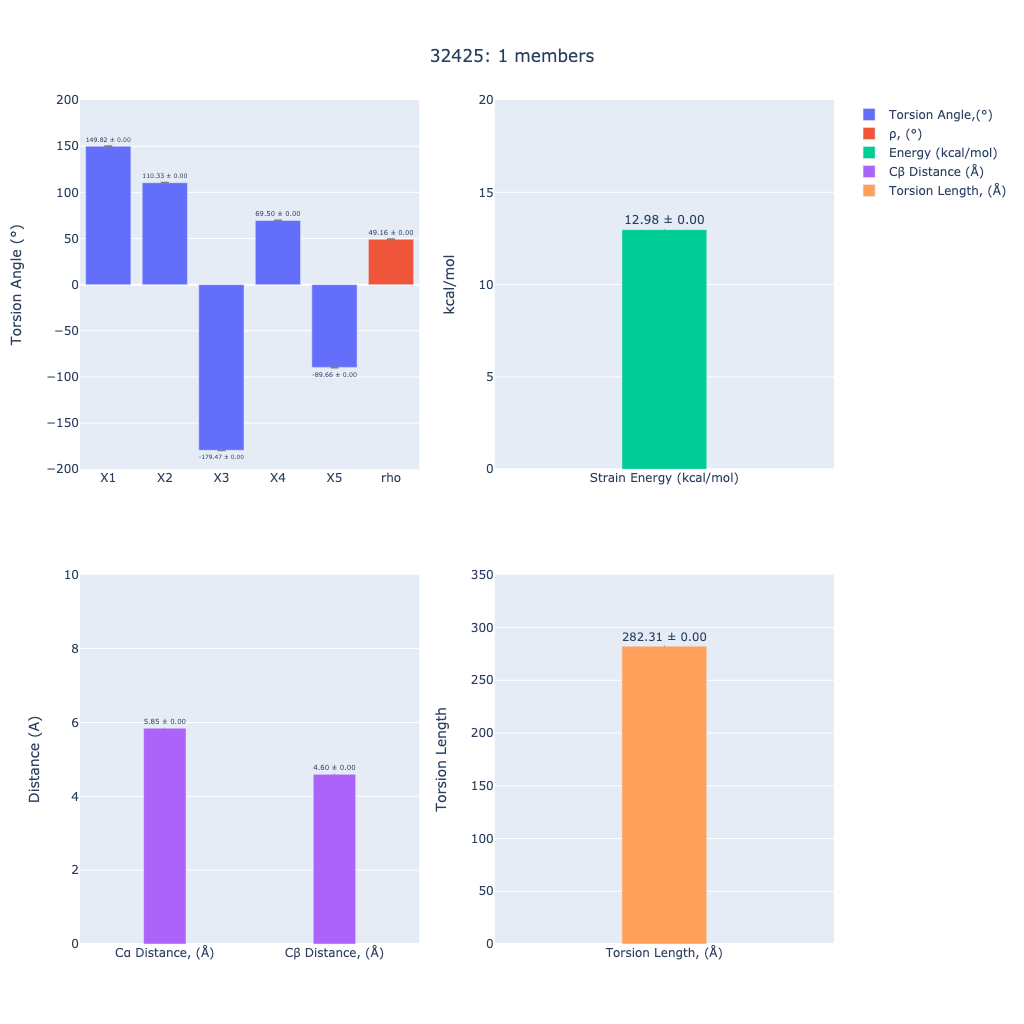 32425: 1 members
200
150
100
50
0
−50
−100
−150
−200
Torsion Angle (°)
149.82 ± 0.00
110.33 ± 0.00
-179.47 ± 0.00
69.50 ± 0.00
-89.66 ± 0.00
49.16 ± 0.00
X1
X2
X3
X4
X5
rho
20
15
10
5
0
kcal/mol
12.98 ± 0.00
Strain Energy (kcal/mol)
Torsion Angle,(°)
ρ, (°)
Energy (kcal/mol)
Cβ Distance (Å)
Torsion Length, (Å)
10
8
6
4
2
0
Distance (A)
5.85 ± 0.00
4.60 ± 0.00
Cα Distance, (Å)
Cβ Distance, (Å)
350
300
250
200
150
100
50
0
Torsion Length
282.31 ± 0.00
Torsion Length, (Å)